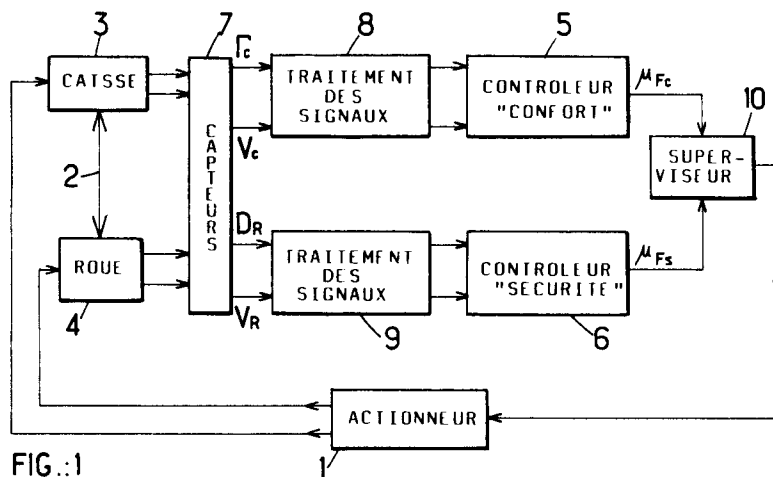 3
7
Γc
8
5
CAISSE
CAPTEURS
TRAITEMENT
DES
SIGNAUX
CONTROLEUR
"CONFORT"
μFc
10
Vc
SUPER-
VISEUR
2
DR
ROUE
TRAITEMENT
DES
SIGNAUX
CONTROLEUR
"SECURITE"
μFs
4
VR
9
6
ACTIONNEUR
FIG.:1
1